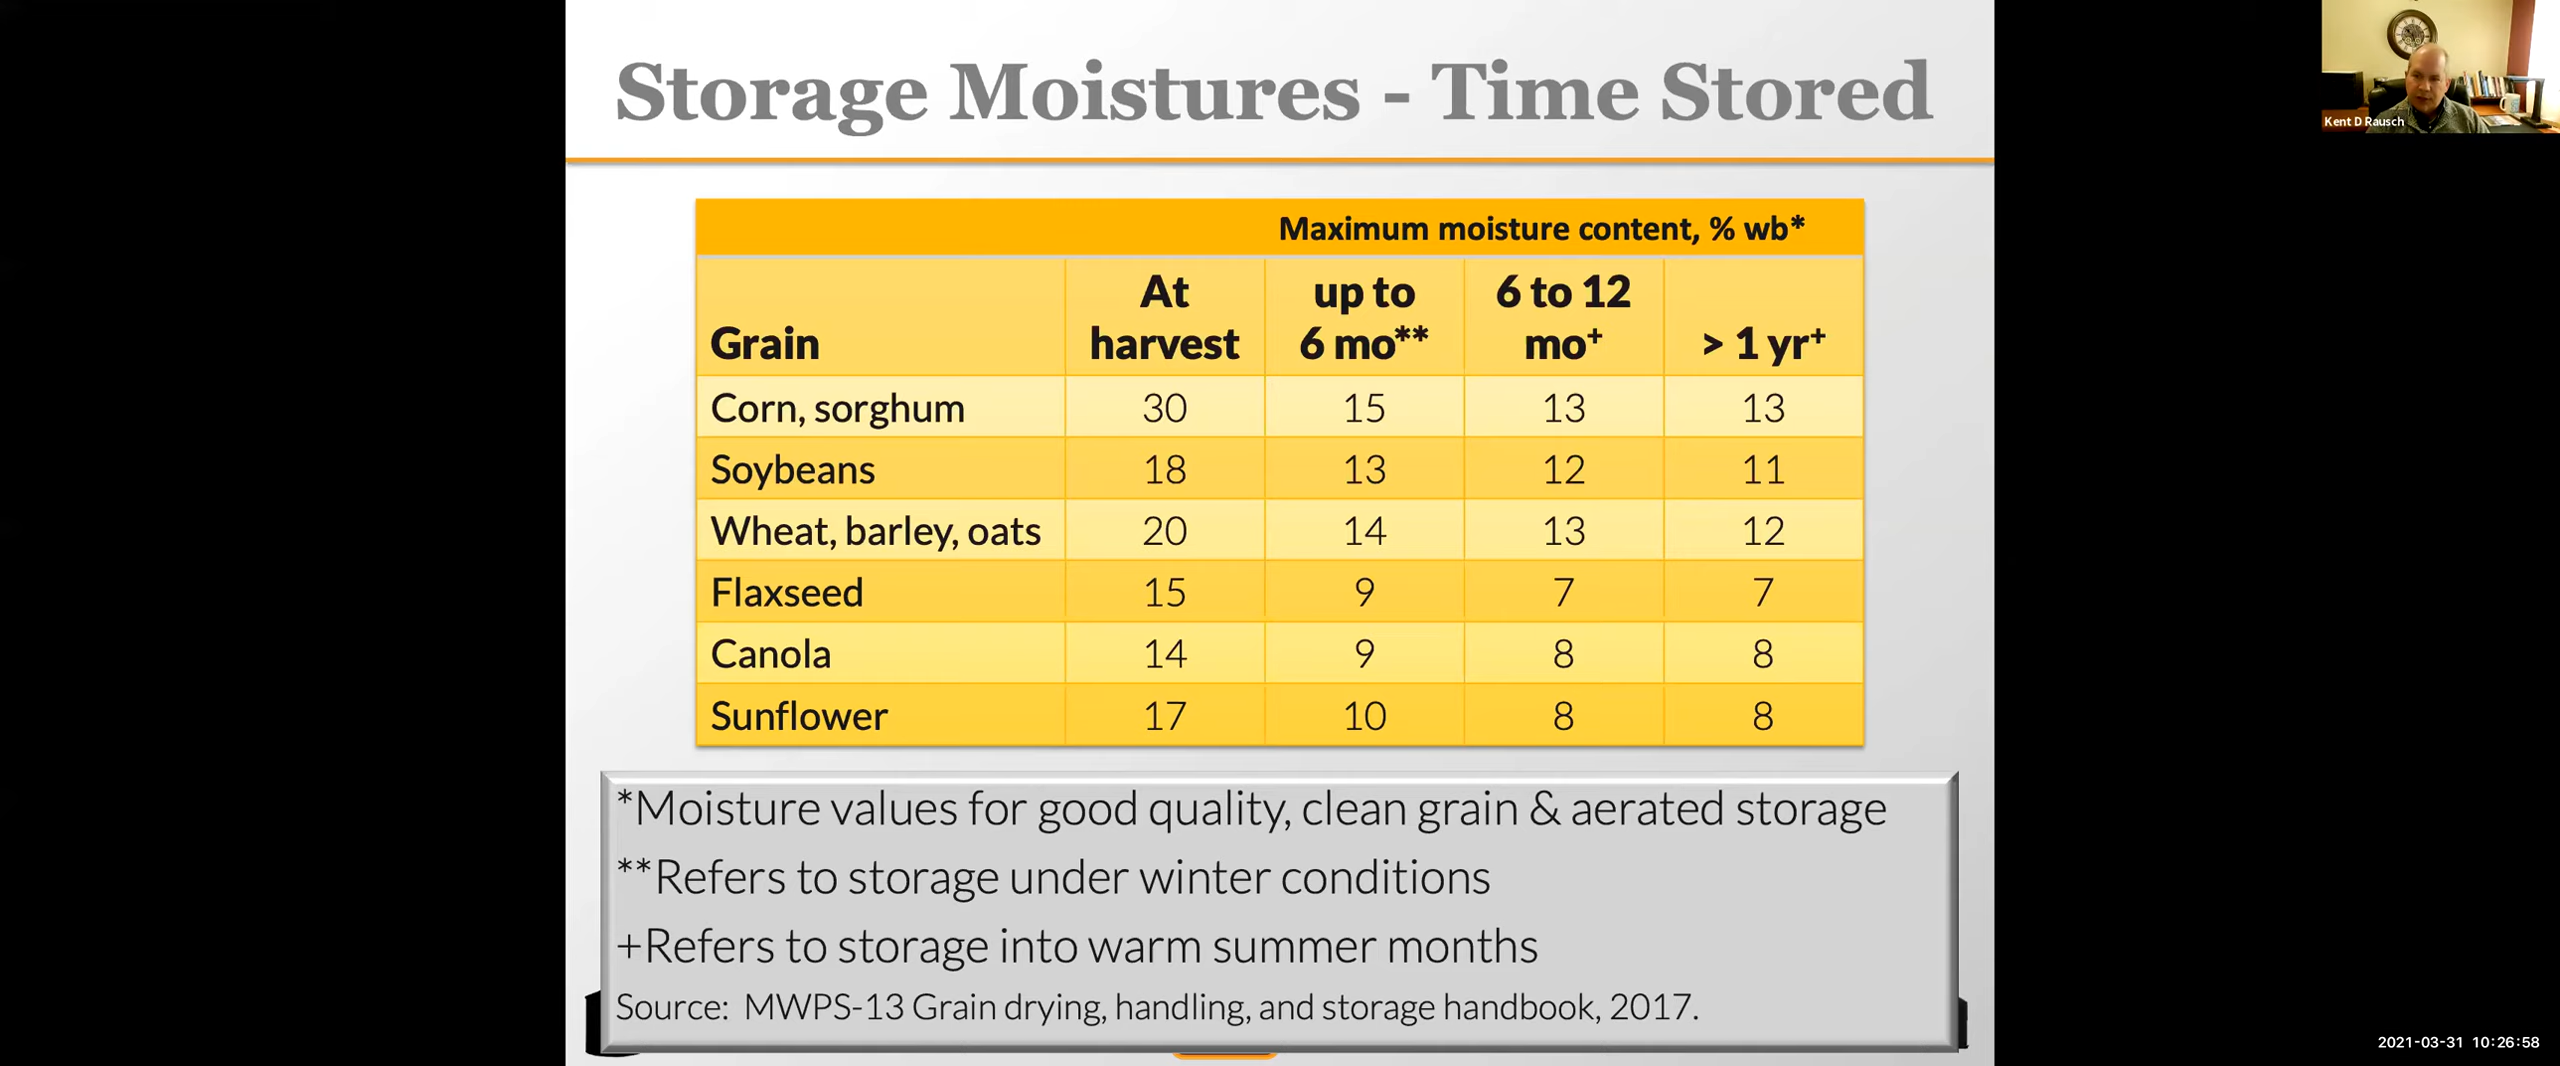 Storage Moistures - Time Stored
Maximum moisture content, % wb*
Grain At harvest up to 6 mo** 6 to 12 mo⁺ > 1 yr⁺
Corn, sorghum 30 15 13 13
Soybeans 18 13 12 11
Wheat, barley, oats 20 14 13 12
Flaxseed 15 9 7 7
Canola 14 9 8 8
Sunflower 17 10 8 8
*Moisture values for good quality, clean grain & aerated storage
**Refers to storage under winter conditions
+Refers to storage into warm summer months
Source: MWPS-13 Grain drying, handling, and storage handbook, 2017.
Kent D Rausch
2021-03-31 10:26:58